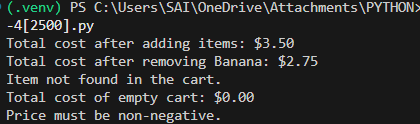 (.venv) PS C:\Users\SAI\OneDrive\Attachments\PYTHON>
-4[2500].py
Total cost after adding items: $3.50
Total cost after removing Banana: $2.75
Item not found in the cart.
Total cost of empty cart: $0.00
Price must be non-negative.